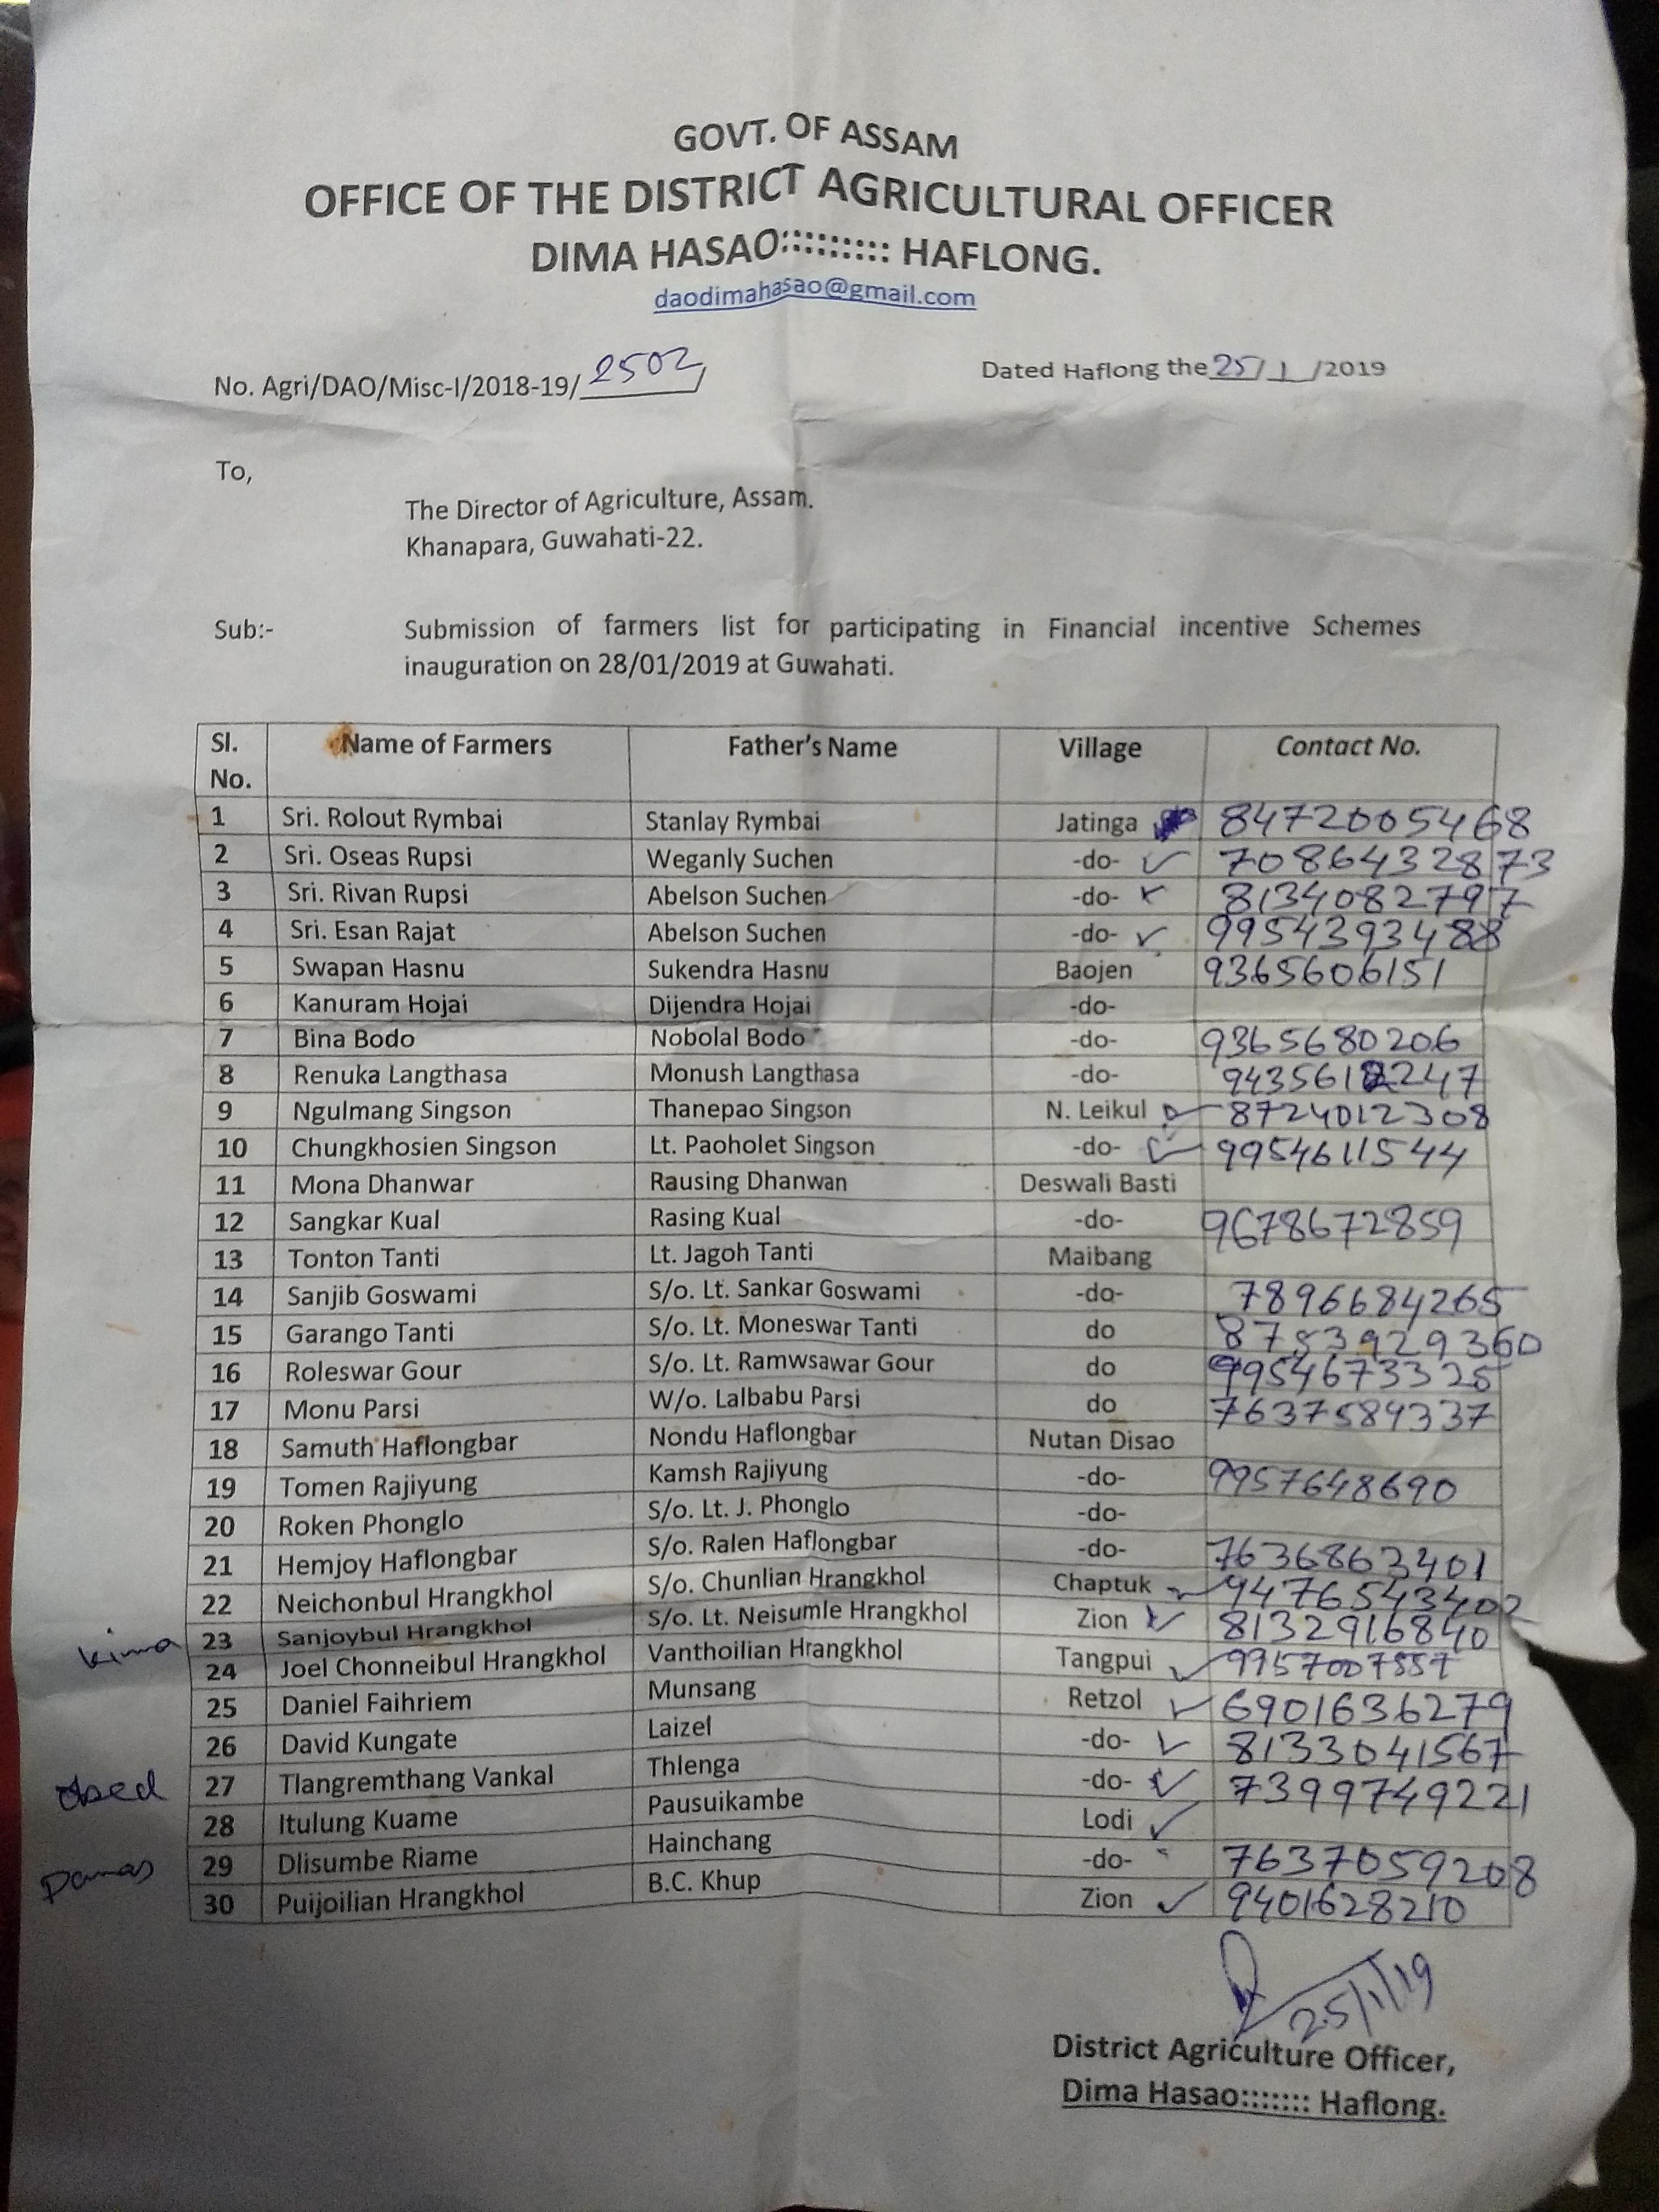 GOVT. OF ASSAM
OFFICE OF THE DISTRICT AGRICULTURAL OFFICER
DIMA HASAO::::::::: HAFLONG.
daodimahasao@gmail.com
No. Agri/DAO/Misc-I/2018-19/ 2502 Dated Haflong the 25/1/2019
To,
The Director of Agriculture, Assam.
Khanapara, Guwahati-22.
Sub:- Submission of farmers list for participating in Financial incentive Schemes
inauguration on 28/01/2019 at Guwahati.
Sl. No. Name of Farmers Father's Name Village Contact No.
1 Sri. Rolout Rymbai Stanlay Rymbai Jatinga 8472005468
2 Sri. Oseas Rupsi Weganly Suchen -do- ✓ 7086432873
3 Sri. Rivan Rupsi Abelson Suchen -do- ✓ 8134082797
4 Sri. Esan Rajat Abelson Suchen -do- ✓ 9954393488
5 Swapan Hasnu Sukendra Hasnu Baojen 9365606151
6 Kanuram Hojai Dijendra Hojai -do-
7 Bina Bodo Nobolal Bodo -do- 9365680206
8 Renuka Langthasa Monush Langthasa -do-
9 Ngulmang Singson Thanepao Singson N. Leikul 8724012308
10 Chungkhosien Singson Lt. Paoholet Singson -do- ✓ 9954611544
11 Mona Dhanwar Rausing Dhanwan Deswali Basti
12 Sangkar Kual Rasing Kual -do- 9678672859
13 Tonton Tanti Lt. Jagoh Tanti Maibang
14 Sanjib Goswami S/o. Lt. Sankar Goswami -do- 7896684265
15 Garango Tanti S/o. Lt. Moneswar Tanti do
16 Roleswar Gour S/o. Lt. Ramwsawar Gour do 9954673325
17 Monu Parsi W/o. Lalbabu Parsi do 7637584337
18 Samuth Haflongbar Nondu Haflongbar Nutan Disao
19 Tomen Rajiyung Kamsh Rajiyung -do- 9957648690
20 Roken Phonglo S/o. Lt. J. Phonglo -do-
21 Hemjoy Haflongbar S/o. Ralen Haflongbar -do- 7636863401
22 Neichonbul Hrangkhol S/o. Chunlian Hrangkhol Chaptuk 9476543402
kima 23 Sanjoybul Hrangkhol S/o. Lt. Neisumle Hrangkhol Zion ✓ 8132916840
24 Joel Chonneibul Hrangkhol Vanthoilian Hrangkhol Tangpui ✓ 9957007557
25 Daniel Faihriem Munsang Retzol ✓ 6901636279
26 David Kungate Laizel -do- ✓ 8133041567
27 Tlangremthang Vankal Thlenga -do- ✓ 7399749221
28 Itulung Kuame Pausuikambe Lodi ✓
29 Dlisumbe Riame Hainchang -do- 7637059208
30 Puijoilian Hrangkhol B.C. Khup Zion ✓ 9401628210
25/1/19
District Agriculture Officer,
Dima Hasao::::::: Haflong.